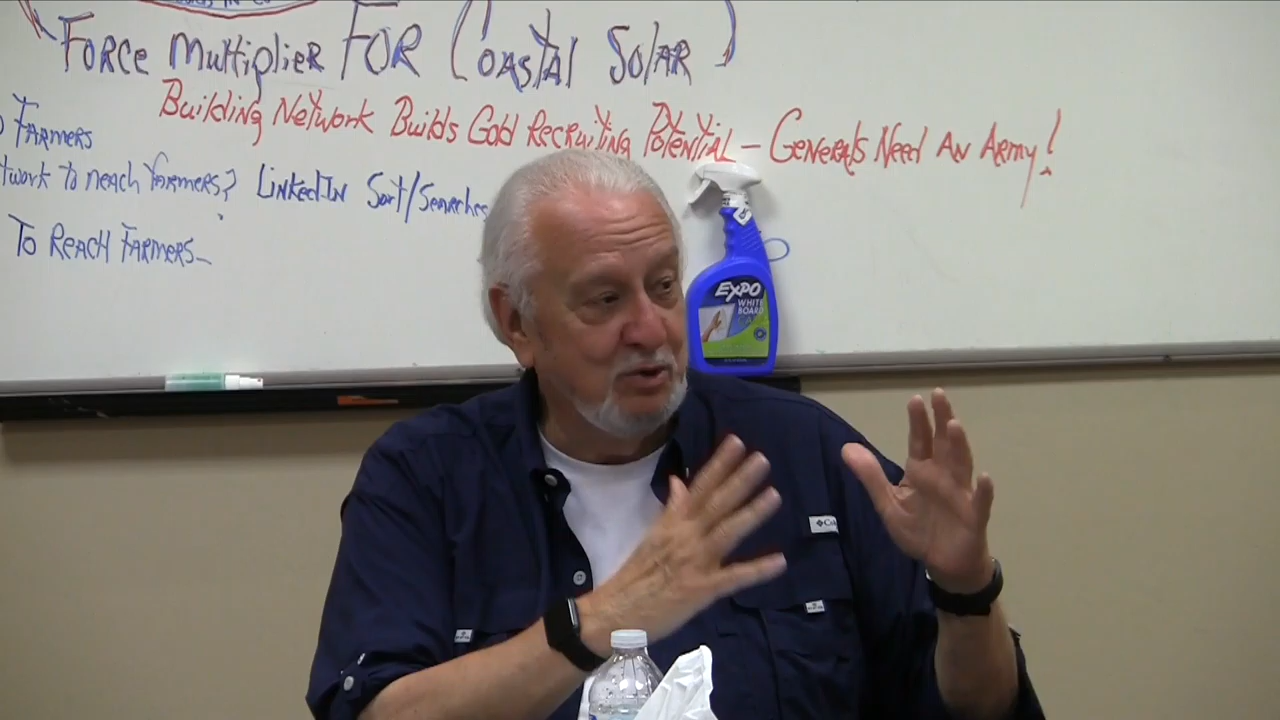 Force Multiplier FOR (Coastal Solar)
Building Network Builds Gold Recruiting Potential – Generals Need An Army!
Farmers
twork to reach farmers? LinkedIn Sort/Searches
To Reach Farmers
EXPO
WHITE
BOARD